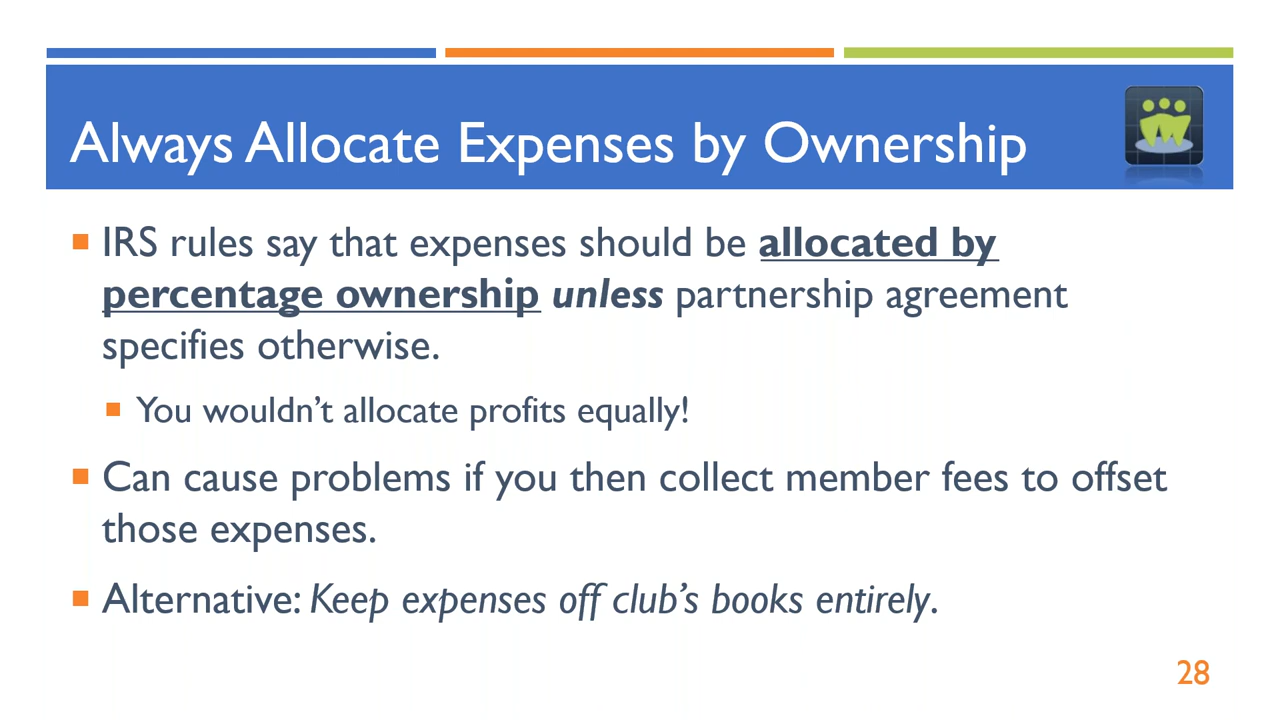 Always Allocate Expenses by Ownership
IRS rules say that expenses should be allocated by
percentage ownership unless partnership agreement
specifies otherwise.
You wouldn’t allocate profits equally!
Can cause problems if you then collect member fees to offset
those expenses.
Alternative: Keep expenses off club’s books entirely.
28